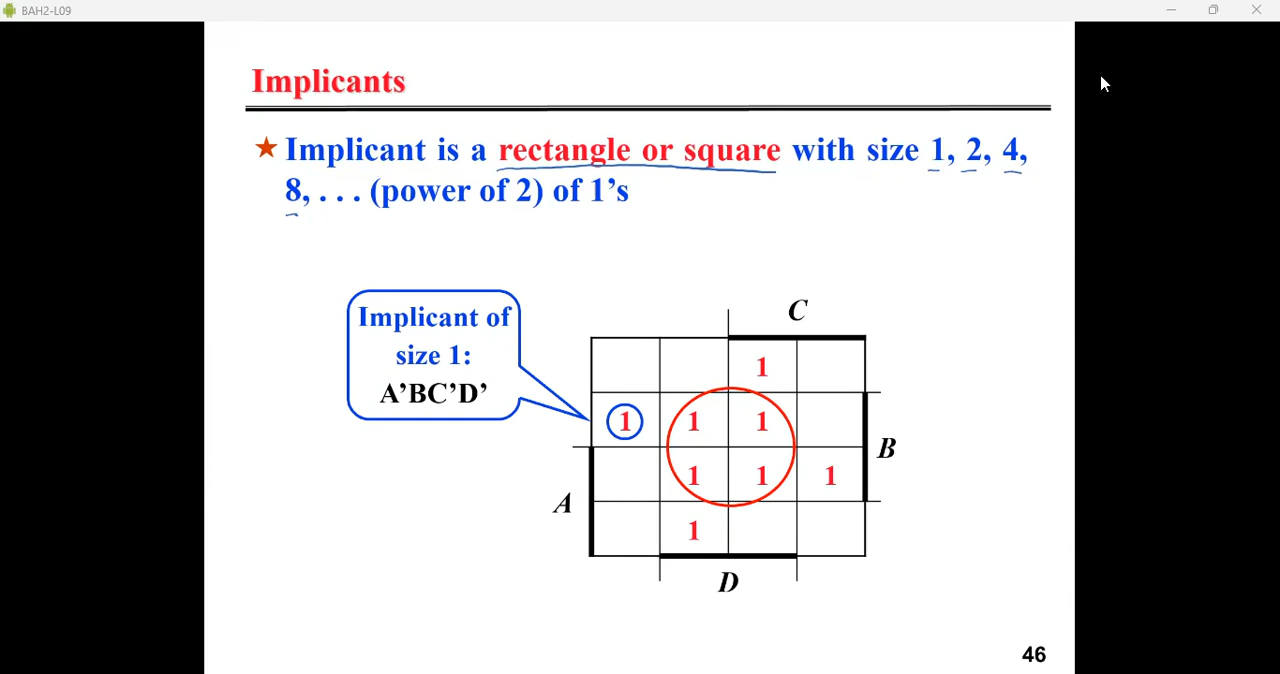 BAH2-L09
Implicants
★ Implicant is a rectangle or square with size 1, 2, 4,
8, . . . (power of 2) of 1’s
Implicant of
size 1:
A’BC’D’
C
1
1 1 1
B
1 1 1
A
1
D
46